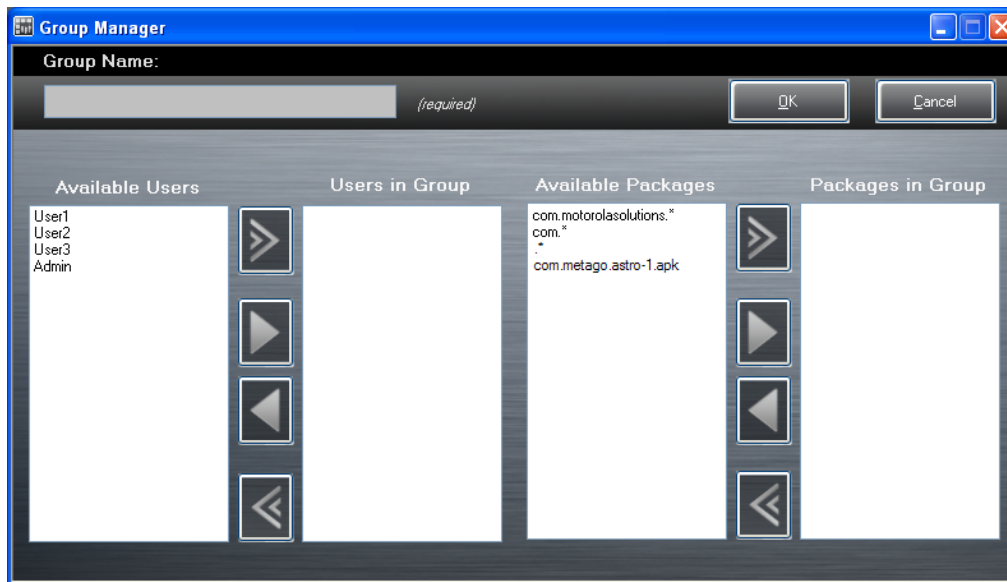 Group Manager
Group Name:
(required)
OK
Cancel
Available Users
Users in Group
Available Packages
Packages in Group
User1
User2
User3
Admin
com.motorolasolutions.*
com.*
.*
com.metago.astro-1.apk